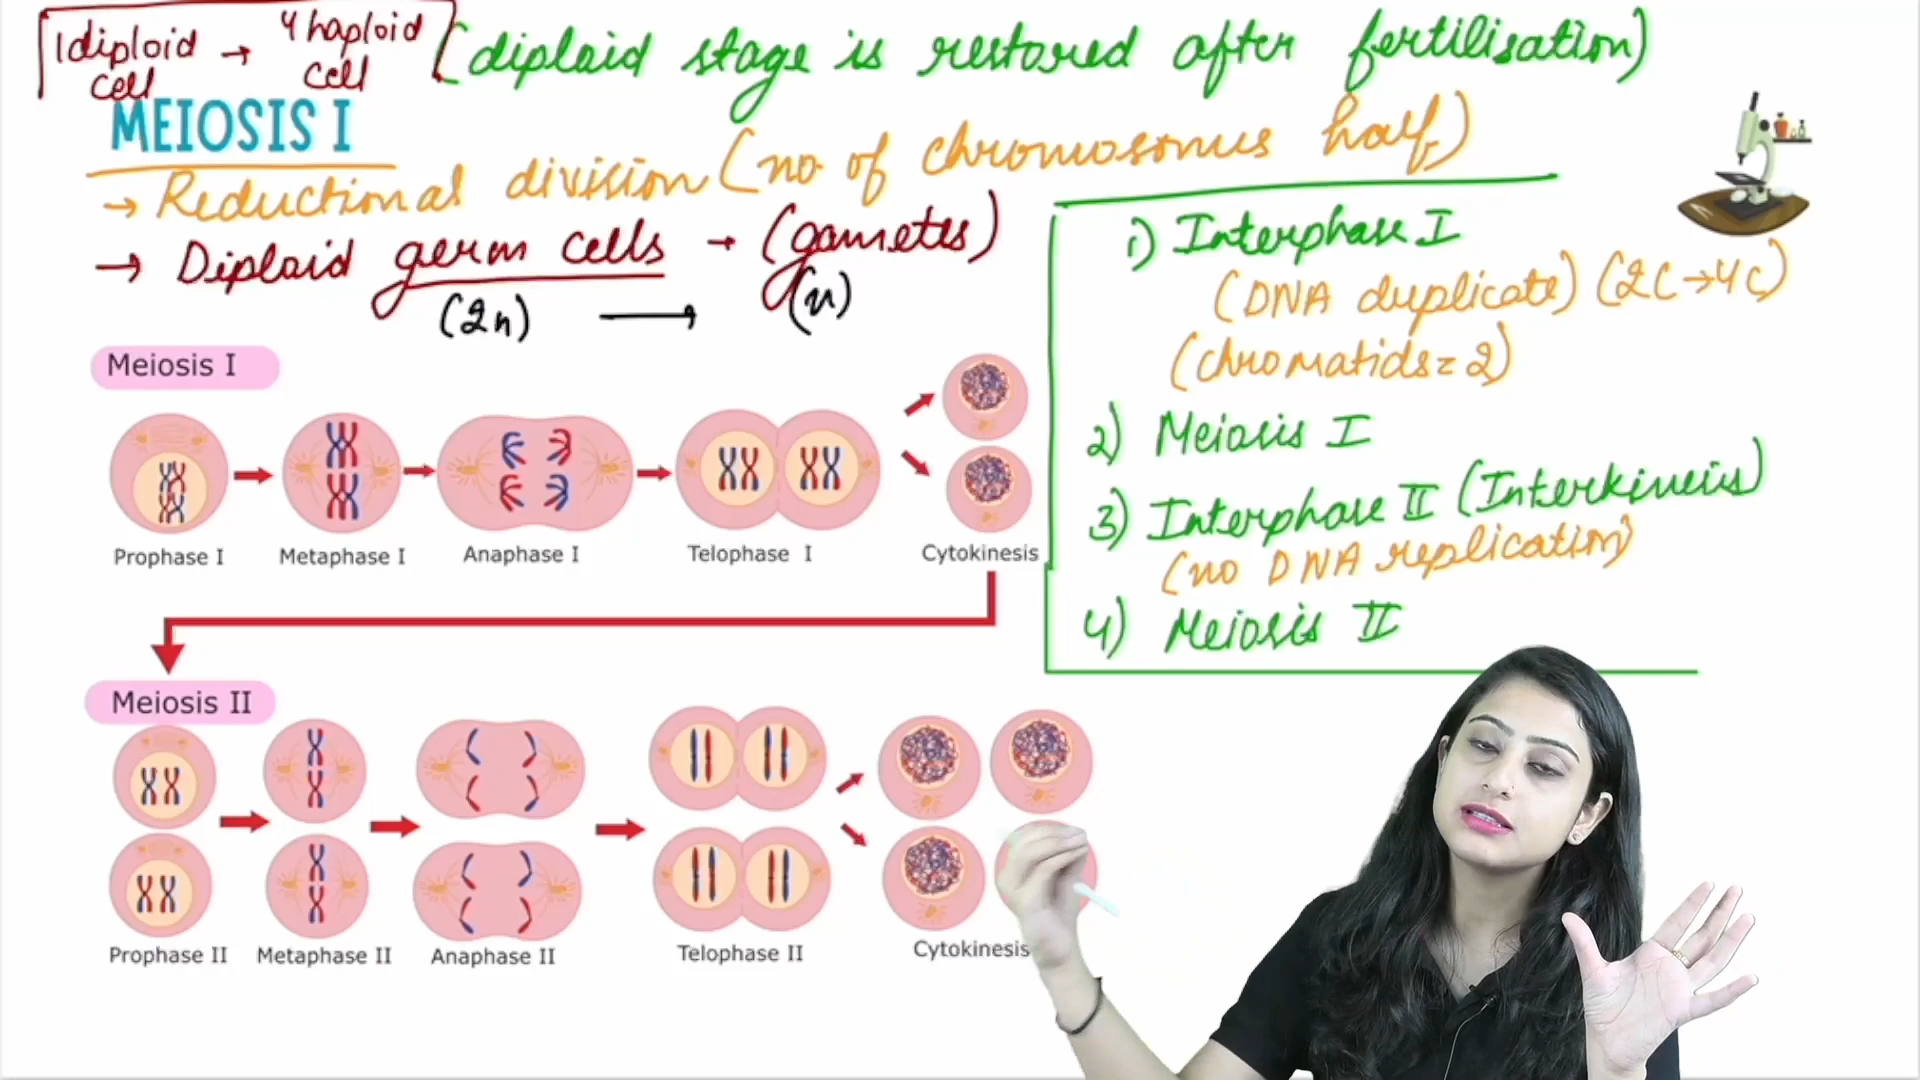 1 diploid → 4 haploid
cell cell
(diploid stage is restored after fertilisation)
MEIOSIS I
→ Reductional division (no. of chromosomes half)
→ Diploid germ cells → (gametes)
(2n) → (n)
1) Interphase I
(DNA duplicate) (2C→4C)
(chromatids = 2)
2) Meiosis I
3) Interphase II (Interkinesis)
(no DNA replication)
4) Meiosis II
Meiosis I
Prophase I Metaphase I Anaphase I Telophase I Cytokinesis
Meiosis II
Prophase II Metaphase II Anaphase II Telophase II Cytokinesis